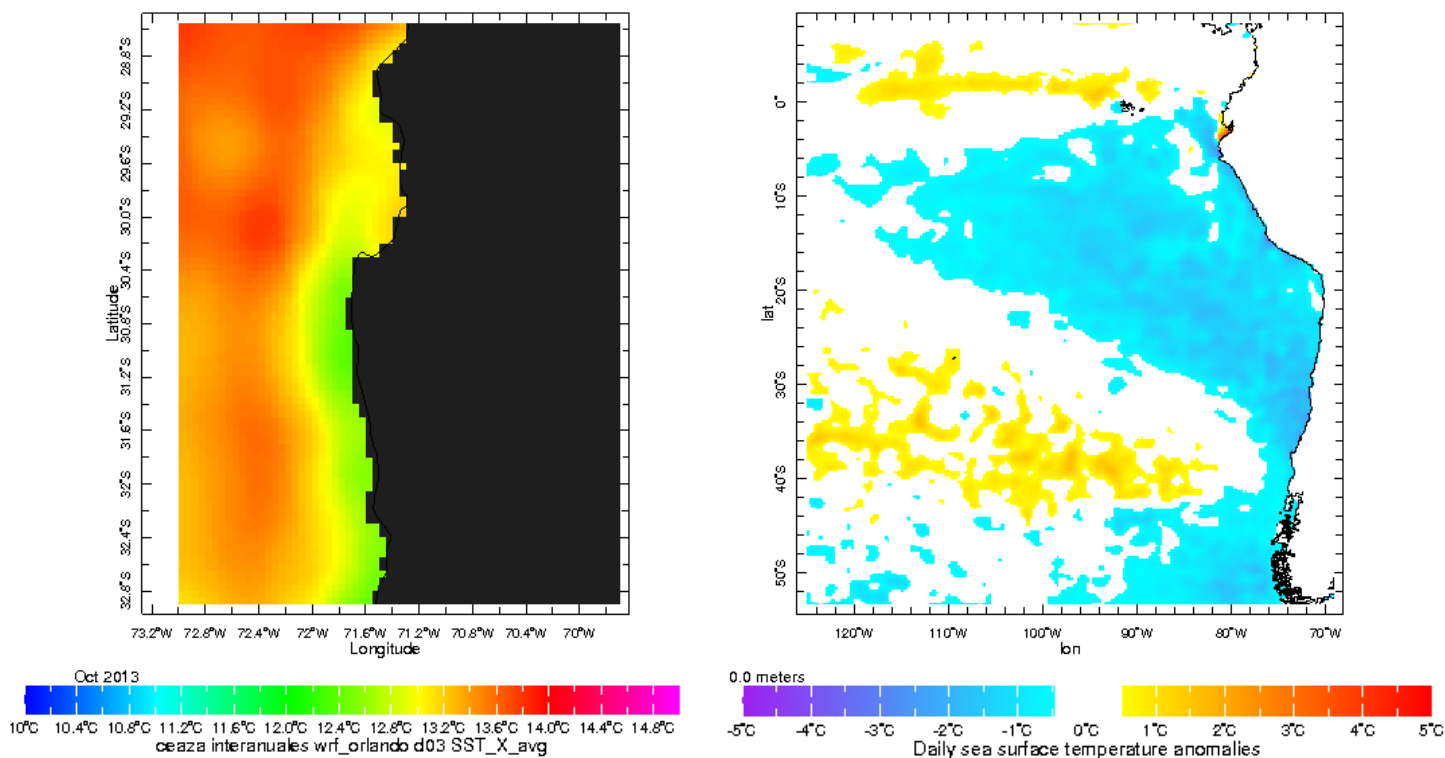 28.8°S
29.2°S
29.6°S
30.0°S
30.4°S
30.8°S
31.2°S
31.6°S
32°S
32.4°S
32.8°S
Latitude
73.2°W 72.8°W 72.4°W 72°W 71.6°W 71.2°W 70.8°W 70.4°W 70°W
Longitude
Oct 2013
10°C 10.4°C 10.8°C 11.2°C 11.6°C 12.0°C 12.4°C 12.8°C 13.2°C 13.6°C 14.0°C 14.4°C 14.8°C
ceaza interanuales wrf_orlando d03 SST_X_avg
0°
10°S
20°S
30°S
40°S
50°S
lat
120°W 110°W 100°W 90°W 80°W 70°W
lon
0.0 meters
-5°C -4°C -3°C -2°C -1°C 0°C 1°C 2°C 3°C 4°C 5°C
Daily sea surface temperature anomalies